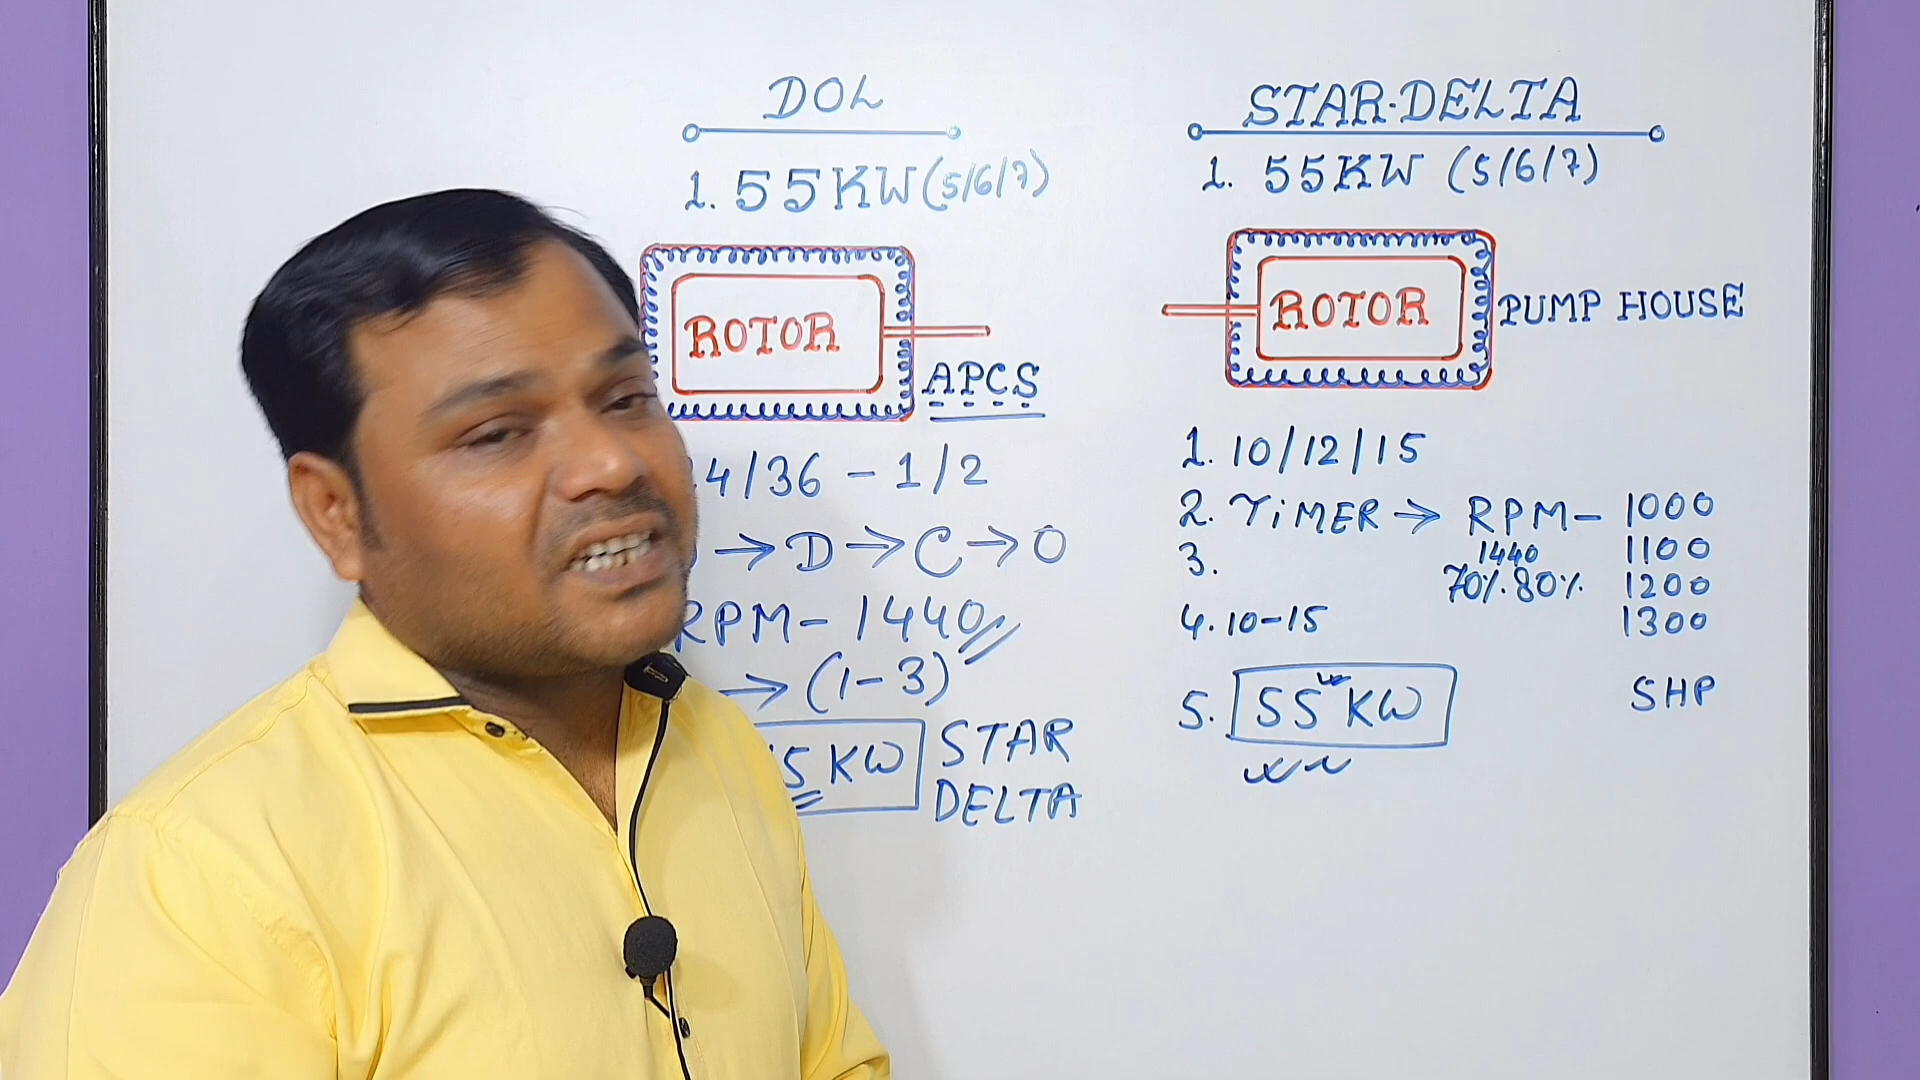 DOL
1. 55KW (5/6/7)
ROTOR
APCS
4/36 - 1/2
→ D → C → O
RPM - 1440
→ (1-3)
5 KW
STAR
DELTA
STAR-DELTA
1. 55KW (5/6/7)
ROTOR
PUMP HOUSE
1. 10/12/15
2. TiMER → RPM - 1000
3. 1440 1100
70%. 80% 1200
4. 10-15 1300
5. 55 KW 5HP